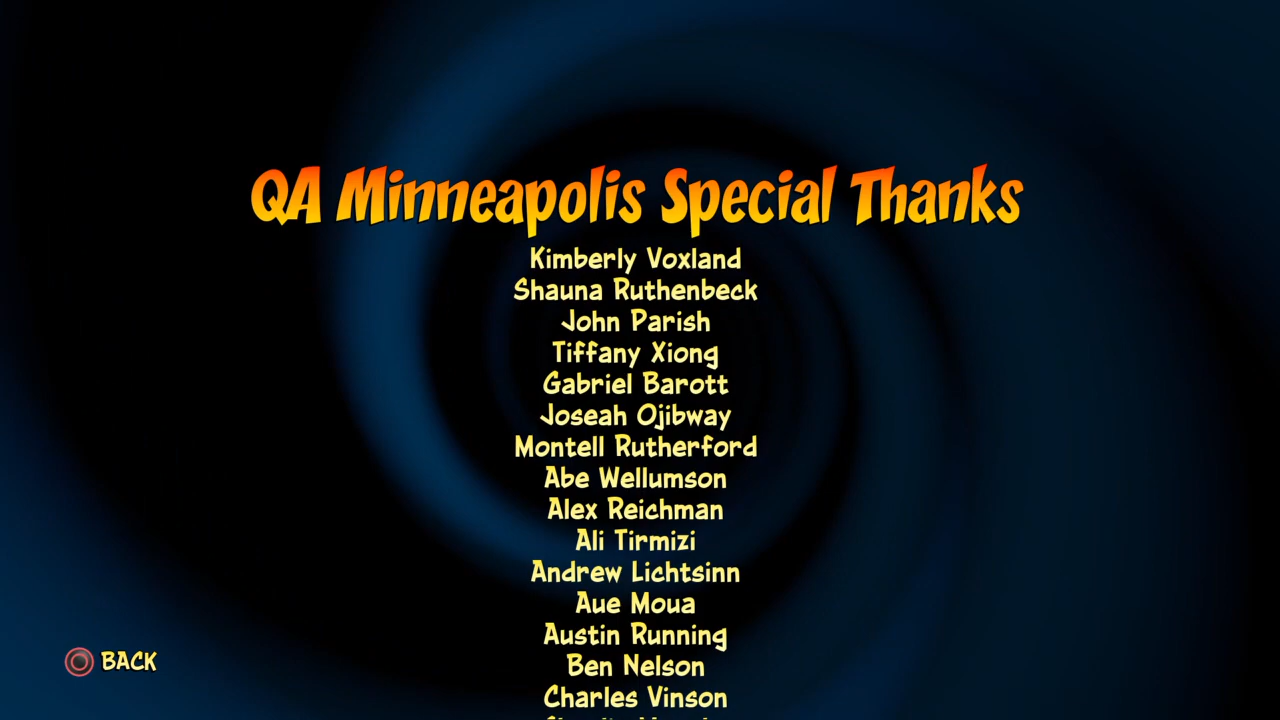 QA Minneapolis Special Thanks
Kimberly Voxland
Shauna Ruthenbeck
John Parish
Tiffany Xiong
Gabriel Barott
Joseah Ojibway
Montell Rutherford
Abe Wellumson
Alex Reichman
Ali Tirmizi
Andrew Lichtsinn
Aue Moua
Austin Running
Ben Nelson
Charles Vinson
BACK